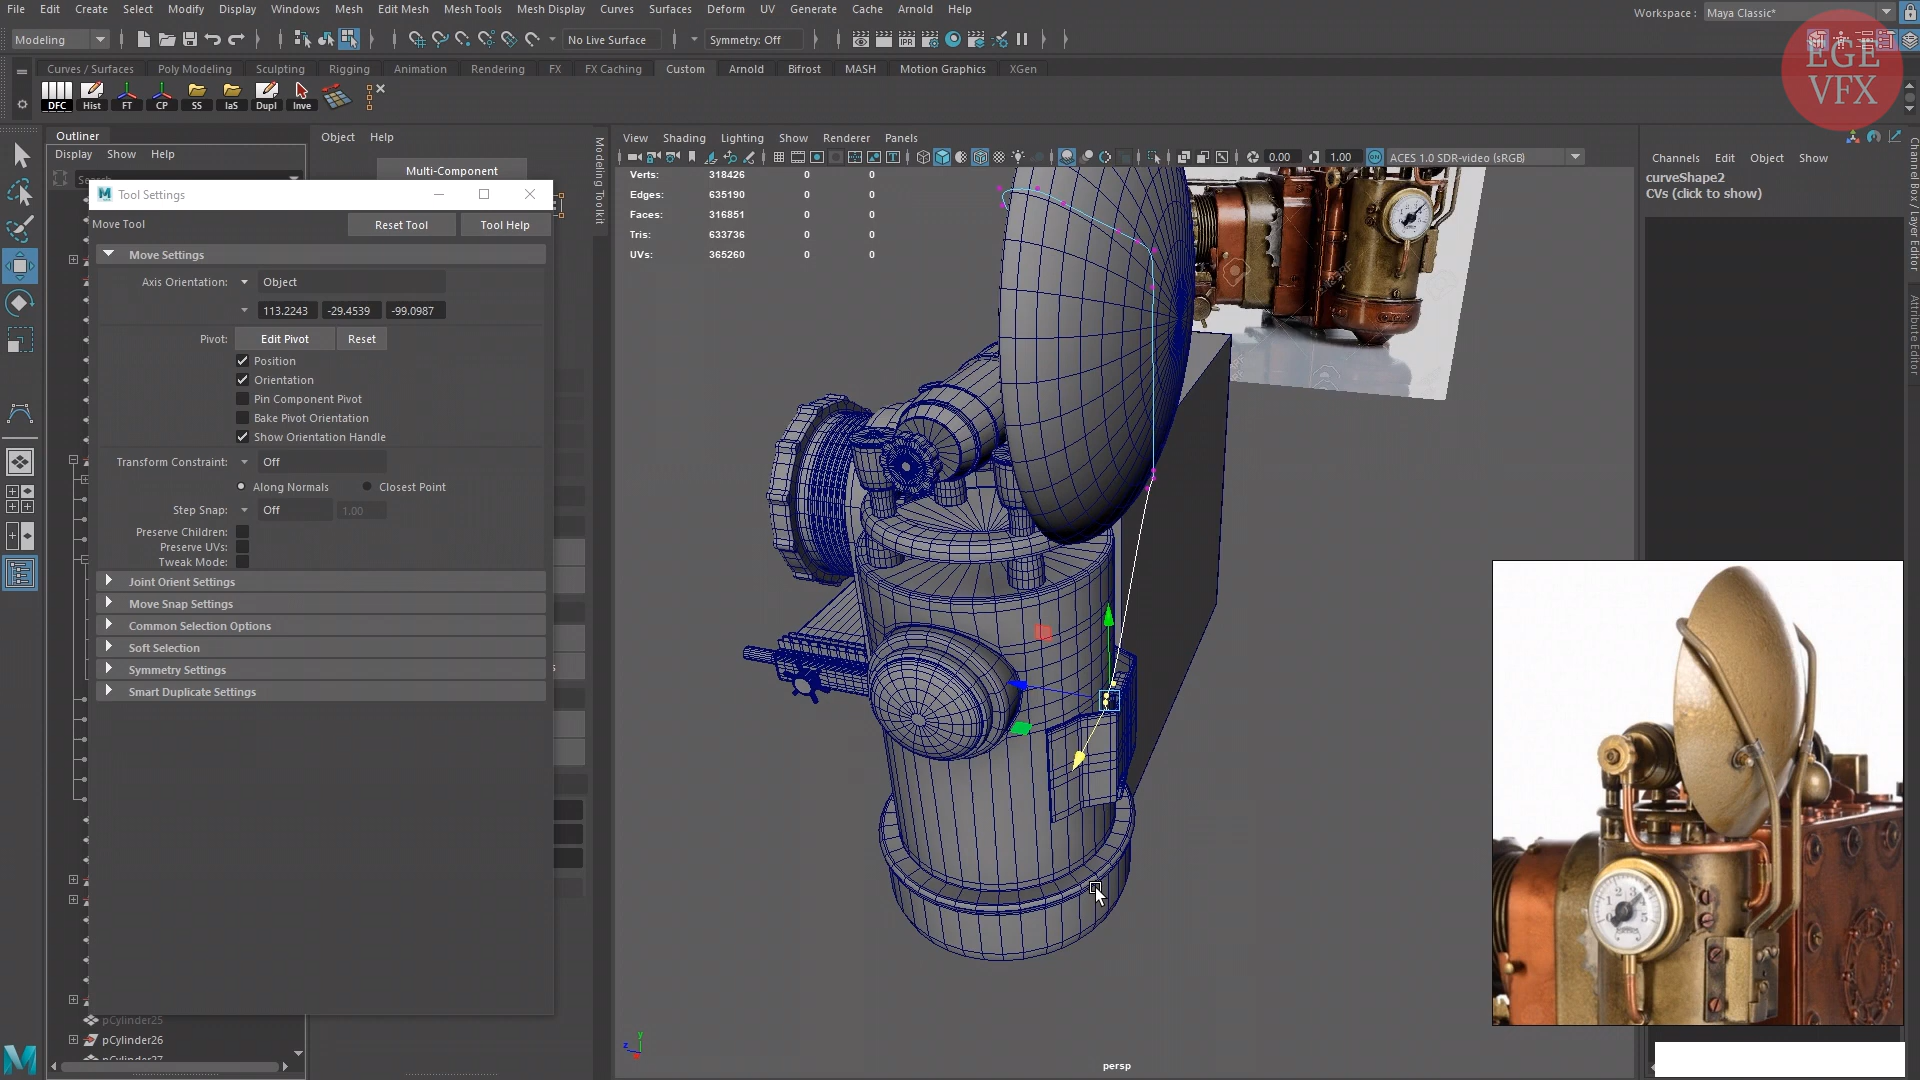 File Edit Create Select Modify Display Windows Mesh Edit Mesh Mesh Tools Mesh Display Curves Surfaces Deform UV Generate Cache Arnold Help
Workspace : Maya Classic*
Modeling
No Live Surface
Symmetry: Off
EGE
VFX
Curves / Surfaces Poly Modeling Sculpting Rigging Animation Rendering FX FX Caching Custom Arnold Bifrost MASH Motion Graphics XGen
DFC Hist FT CP SS IaS Dupl Inve
Outliner
Display Show Help
Object Help
Multi-Component
Modeling Toolkit
Tool Settings
Move Tool
Reset Tool
Tool Help
Move Settings
Axis Orientation: Object
113.2243 -29.4539 -99.0987
Pivot: Edit Pivot Reset
Position
Orientation
Pin Component Pivot
Bake Pivot Orientation
Show Orientation Handle
Transform Constraint: Off
Along Normals Closest Point
Step Snap: Off 1.00
Preserve Children:
Preserve UVs:
Tweak Mode:
Joint Orient Settings
Move Snap Settings
Common Selection Options
Soft Selection
Symmetry Settings
Smart Duplicate Settings
pCylinder25
pCylinder26
pCylinder27
View Shading Lighting Show Renderer Panels
0.00 1.00 ACES 1.0 SDR-video (sRGB)
Verts: 318426 0 0
Edges: 635190 0 0
Faces: 316851 0 0
Tris: 633736 0 0
UVs: 365260 0 0
persp
Channels Edit Object Show
curveShape2
CVs (click to show)
Channel Box / Layer Editor
Attribute Editor